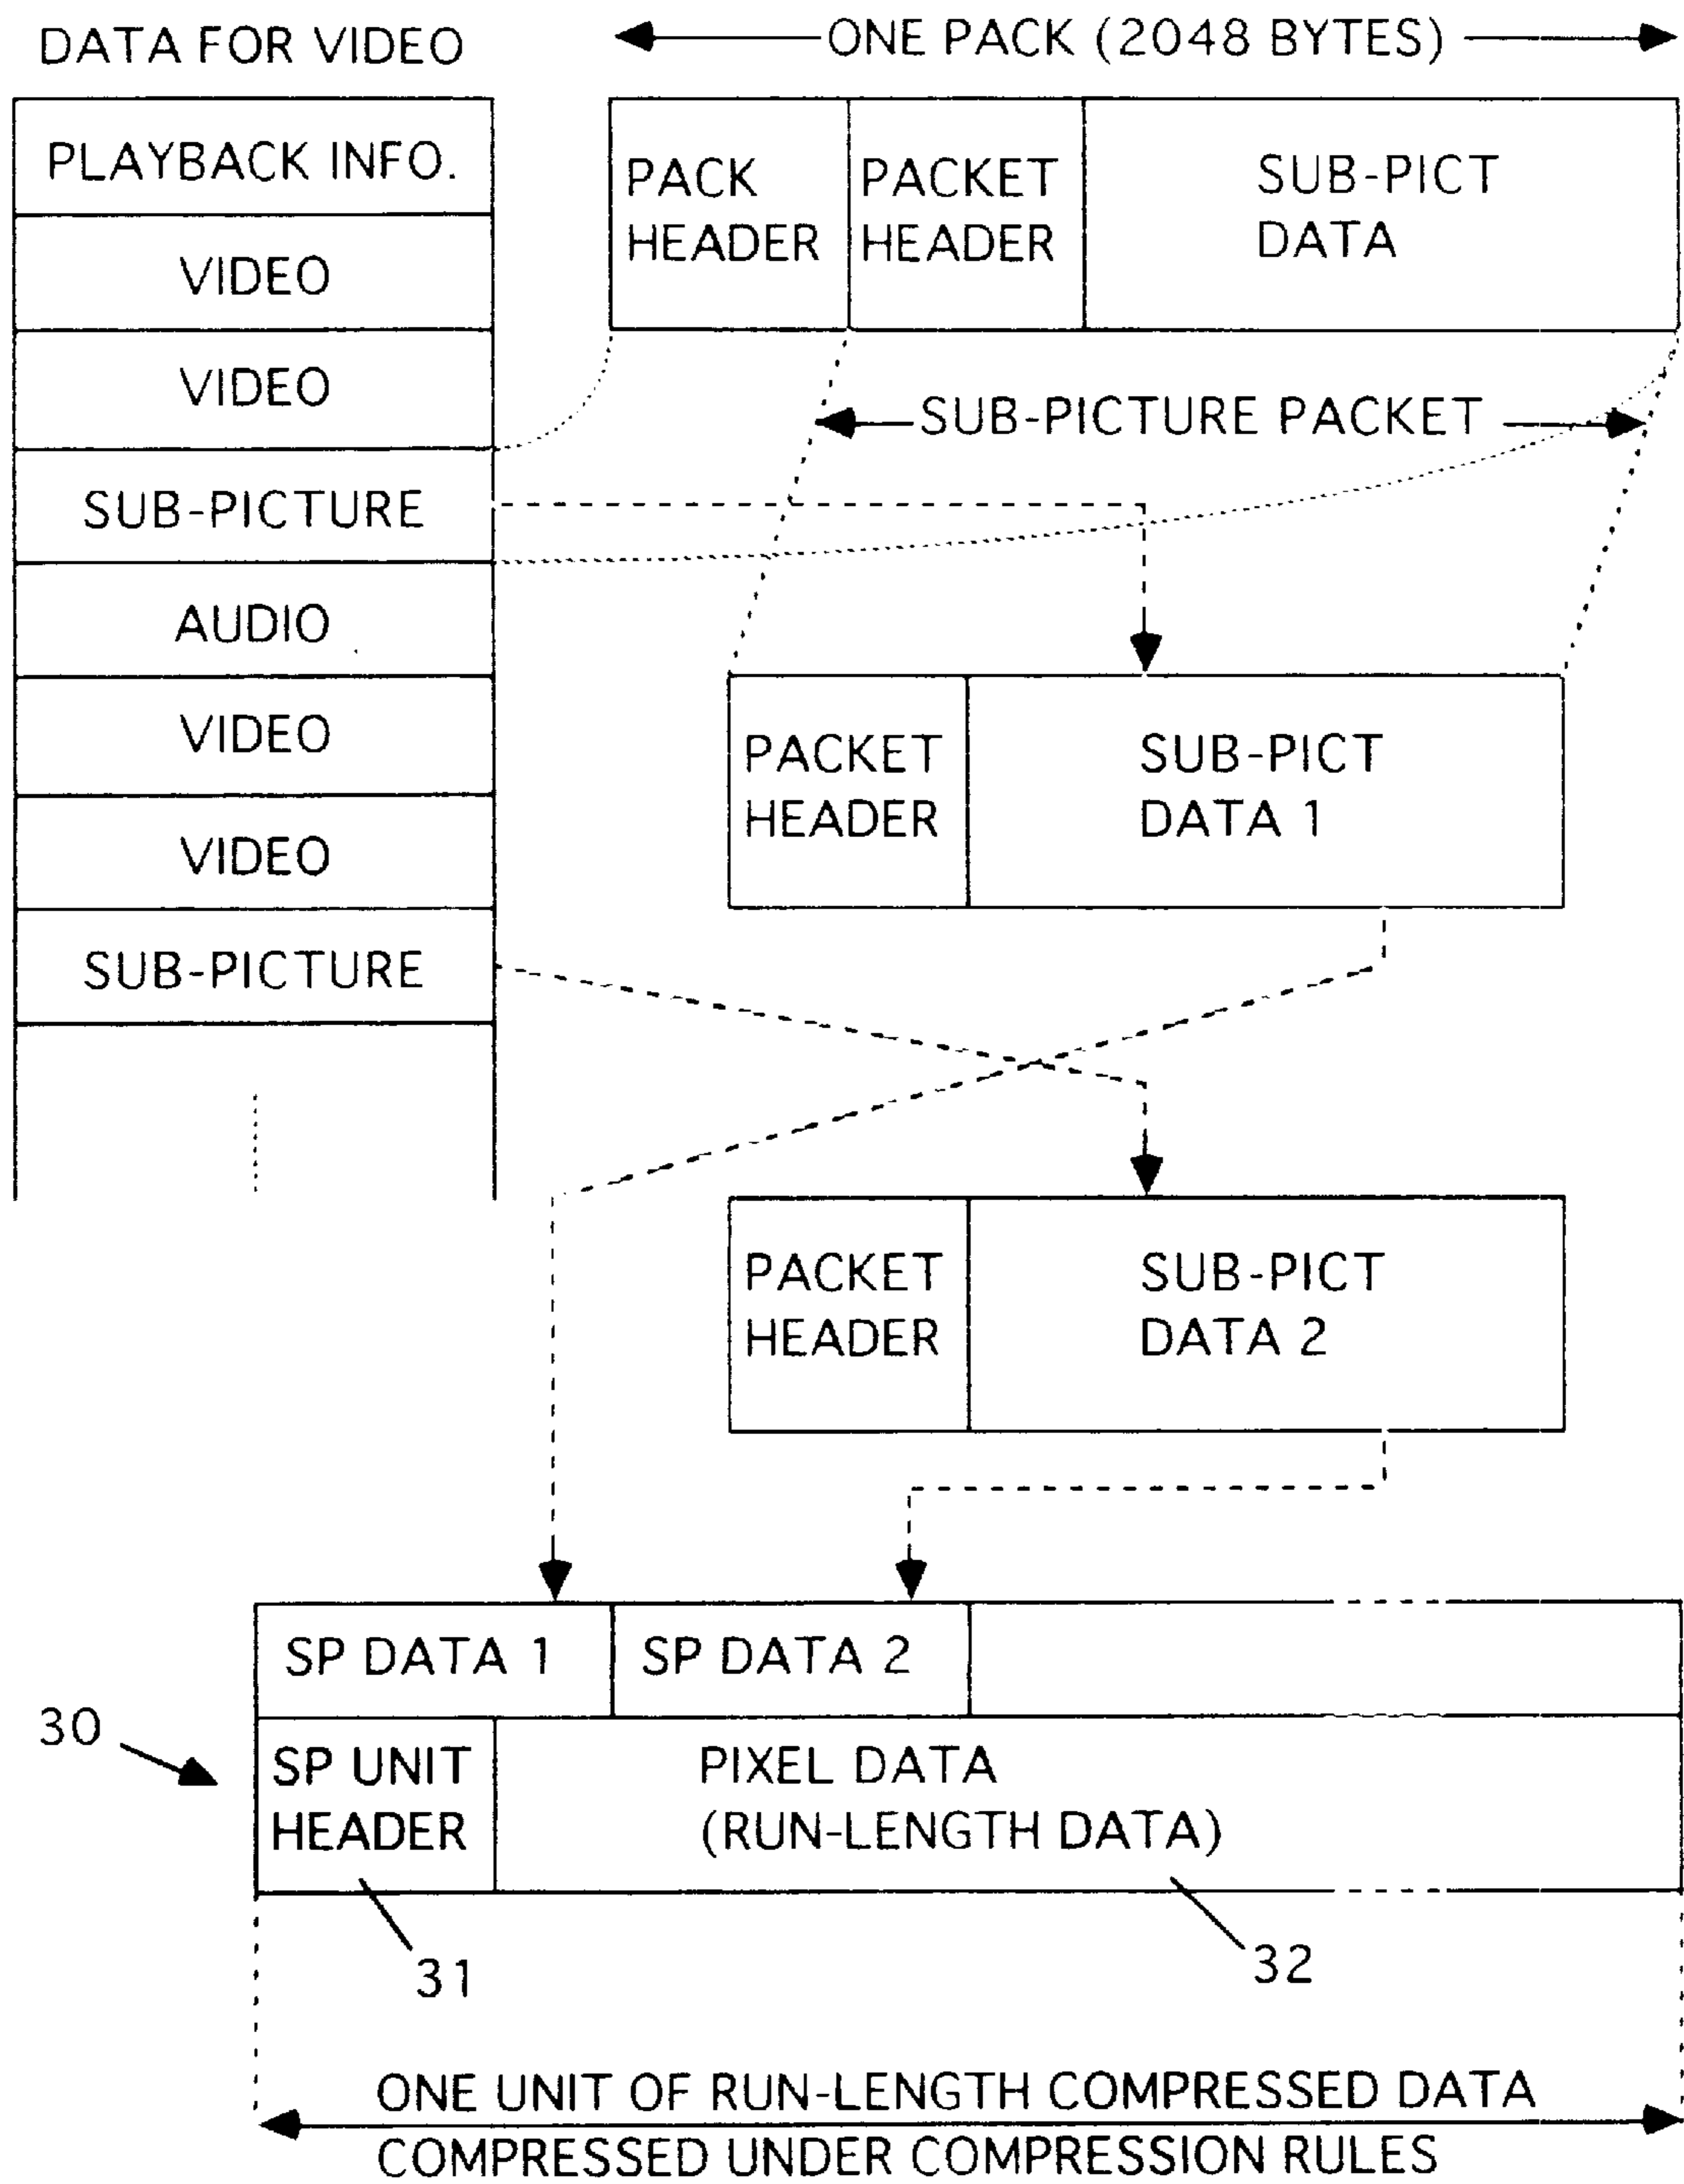 DATA FOR VIDEO
ONE PACK (2048 BYTES)
PLAYBACK INFO.
VIDEO
VIDEO
SUB-PICTURE
AUDIO
VIDEO
VIDEO
SUB-PICTURE
PACK
HEADER
PACKET
HEADER
SUB-PICT
DATA
SUB-PICTURE PACKET
PACKET
HEADER
SUB-PICT
DATA 1
PACKET
HEADER
SUB-PICT
DATA 2
SP DATA 1
SP DATA 2
30
SP UNIT
HEADER
PIXEL DATA
(RUN-LENGTH DATA)
31
32
ONE UNIT OF RUN-LENGTH COMPRESSED DATA
COMPRESSED UNDER COMPRESSION RULES